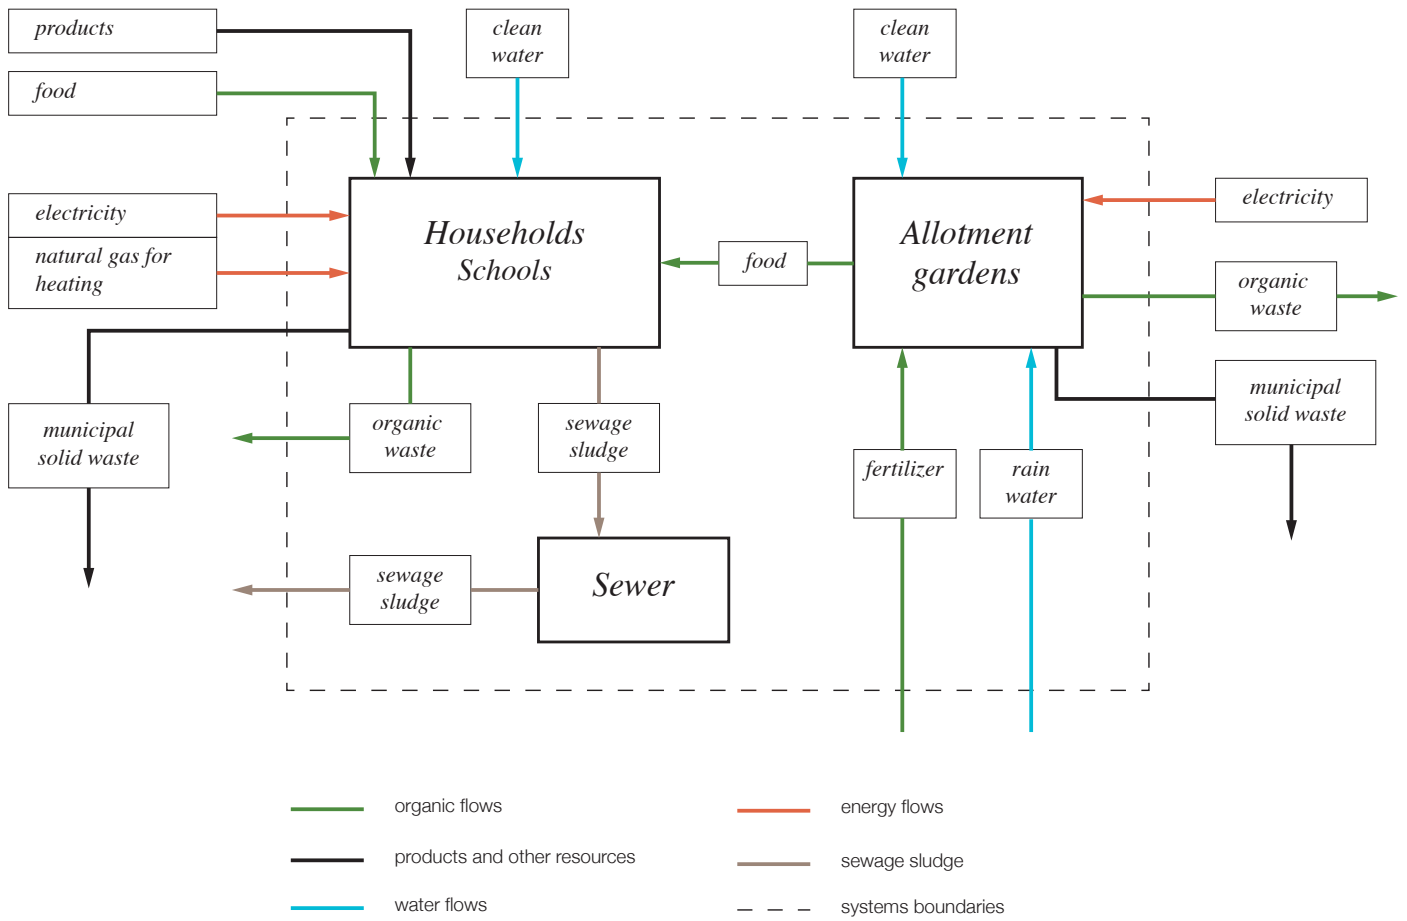 products
clean
water
clean
water
food
electricity
natural gas for
heating
Households
Schools
food
Allotment
gardens
electricity
organic
waste
municipal
solid waste
municipal
solid waste
organic
waste
sewage
sludge
fertilizer
rain
water
sewage
sludge
Sewer
organic flows
products and other resources
water flows
energy flows
sewage sludge
systems boundaries